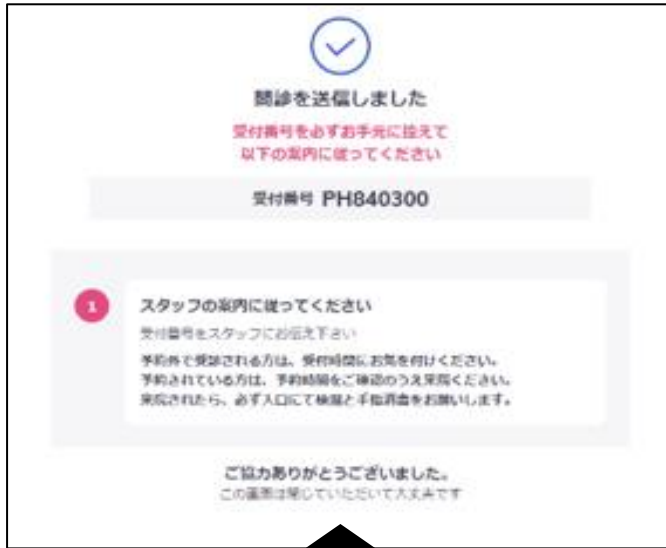 問診を送信しました
受付番号を必ずお手元に控えて
以下の案内に従ってください
受付番号 PH840300
1
スタッフの案内に従ってください
受付番号をスタッフにお伝え下さい
予約外で受診される方は、受付時間にお気を付けください。
予約されている方は、予約時間をご確認のうえ来院ください。
来院されたら、必ず入口にて検温と手指消毒をお願いします。
ご協力ありがとうございました。
この画面は閉じていただいて大丈夫です